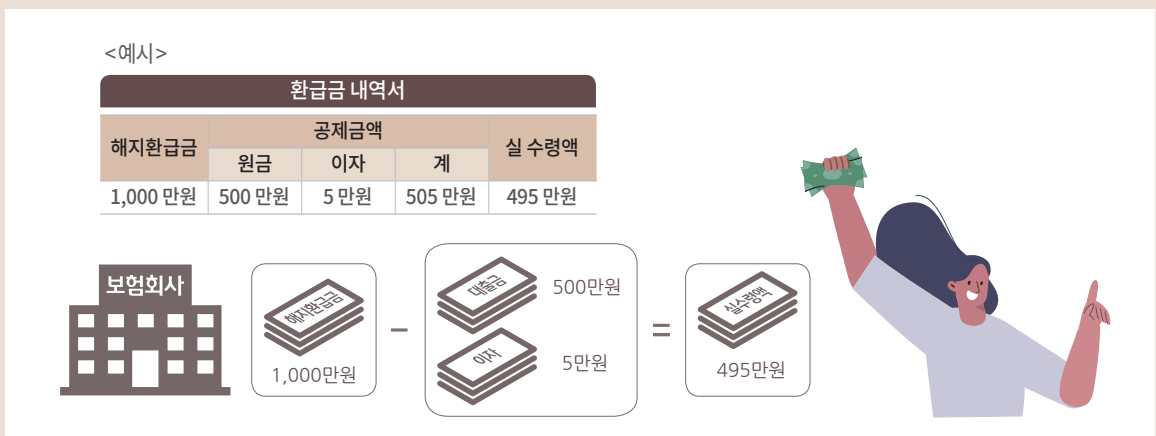 <예시>
환급금 내역서
해지환급금 공제금액 실 수령액
원금 이자 계
1,000 만원 500 만원 5 만원 505 만원 495 만원
보험회사
해지환급금
1,000만원
−
대출금 500만원
이자 5만원
=
실수령액
495만원